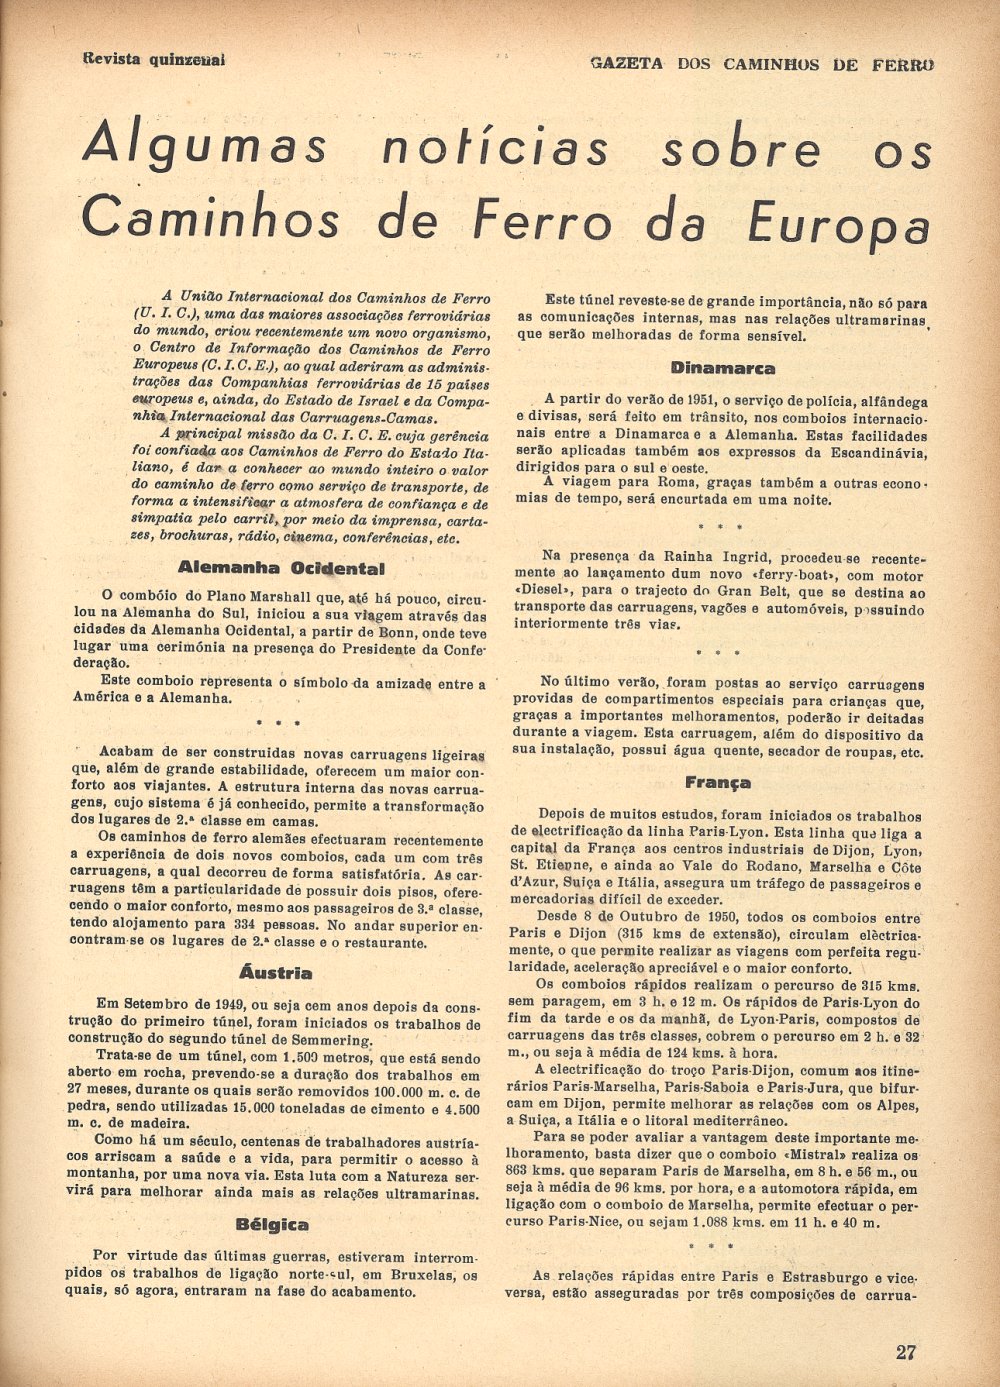 Revista quinzenal
GAZETA DOS CAMINHOS DE FERRO
Algumas notícias sobre os
Caminhos de Ferro da Europa
A União Internacional dos Caminhos de Ferro
(U. I. C.), uma das maiores associações ferroviárias
do mundo, criou recentemente um novo organismo,
o Centro de Informação dos Caminhos de Ferro
Europeus (C. I. C. E.), ao qual aderiram as adminis-
trações das Companhias ferroviárias de 15 países
europeus e, ainda, do Estado de Israel e da Compa-
nhia Internacional das Carruagens-Camas.
A principal missão da C. I. C. E. cuja gerência
foi confiada aos Caminhos de Ferro do Estado Ita-
liano, é dar a conhecer ao mundo inteiro o valor
do caminho de ferro como serviço de transporte, de
forma a intensificar a atmosfera de confiança e de
simpatia pelo carril, por meio da imprensa, carta-
zes, brochuras, rádio, cinema, conferências, etc.
Alemanha Ocidental
O combóio do Plano Marshall que, até há pouco, circu-
lou na Alemanha do Sul, iniciou a sua viagem através das
cidades da Alemanha Ocidental, a partir de Bonn, onde teve
lugar uma cerimónia na presença do Presidente da Confe-
deração.
Este comboio representa o símbolo da amizade entre a
América e a Alemanha.
* * *
Acabam de ser construidas novas carruagens ligeiras
que, além de grande estabilidade, oferecem um maior con-
forto aos viajantes. A estrutura interna das novas carrua-
gens, cujo sistema é já conhecido, permite a transformação
dos lugares de 2.ª classe em camas.
Os caminhos de ferro alemães efectuaram recentemente
a experiência de dois novos comboios, cada um com três
carruagens, a qual decorreu de forma satisfatória. As car-
ruagens têm a particularidade de possuir dois pisos, ofere-
cendo o maior conforto, mesmo aos passageiros de 3.ª classe,
tendo alojamento para 334 pessoas. No andar superior en-
contram-se os lugares de 2.ª classe e o restaurante.
Áustria
Em Setembro de 1949, ou seja cem anos depois da cons-
trução do primeiro túnel, foram iniciados os trabalhos de
construção do segundo túnel de Semmering.
Trata-se de um túnel, com 1.500 metros, que está sendo
aberto em rocha, prevendo-se a duração dos trabalhos em
27 meses, durante os quais serão removidos 100.000 m. c. de
pedra, sendo utilizadas 15.000 toneladas de cimento e 4.500
m. c. de madeira.
Como há um século, centenas de trabalhadores austría-
cos arriscam a saúde e a vida, para permitir o acesso à
montanha, por uma nova via. Esta luta com a Natureza ser-
virá para melhorar ainda mais as relações ultramarinas.
Bélgica
Por virtude das últimas guerras, estiveram interrom-
pidos os trabalhos de ligação norte-sul, em Bruxelas, os
quais, só agora, entraram na fase do acabamento.
Este túnel reveste-se de grande importância, não só para
as comunicações internas, mas nas relações ultramarinas,
que serão melhoradas de forma sensível.
Dinamarca
A partir do verão de 1951, o serviço de polícia, alfândega
e divisas, será feito em trânsito, nos comboios internacio-
nais entre a Dinamarca e a Alemanha. Estas facilidades
serão aplicadas também aos expressos da Escandinávia,
dirigidos para o sul e oeste.
A viagem para Roma, graças também a outras econo-
mias de tempo, será encurtada em uma noite.
* * *
Na presença da Rainha Ingrid, procedeu-se recente-
mente ao lançamento dum novo «ferry-boat», com motor
«Diesel», para o trajecto do Gran Belt, que se destina ao
transporte das carruagens, vagões e automóveis, possuindo
interiormente três vias.
* * *
No último verão, foram postas ao serviço carruagens
providas de compartimentos especiais para crianças que,
graças a importantes melhoramentos, poderão ir deitadas
durante a viagem. Esta carruagem, além do dispositivo da
sua instalação, possui água quente, secador de roupas, etc.
França
Depois de muitos estudos, foram iniciados os trabalhos
de electrificação da linha Paris-Lyon. Esta linha que liga a
capital da França aos centros industriais de Dijon, Lyon,
St. Etienne, e ainda ao Vale do Rodano, Marselha e Côte
d'Azur, Suiça e Itália, assegura um tráfego de passageiros e
mercadorias difícil de exceder.
Desde 8 de Outubro de 1950, todos os comboios entre
Paris e Dijon (315 kms de extensão), circulam elèctrica-
mente, o que permite realizar as viagens com perfeita regu-
laridade, aceleração apreciável e o maior conforto.
Os comboios rápidos realizam o percurso de 315 kms.
sem paragem, em 3 h. e 12 m. Os rápidos de Paris-Lyon do
fim da tarde e os da manhã, de Lyon-Paris, compostos de
carruagens das três classes, cobrem o percurso em 2 h. e 32
m., ou seja à média de 124 kms. à hora.
A electrificação do troço Paris-Dijon, comum aos itine-
rários Paris-Marselha, Paris-Saboia e Paris-Jura, que bifur-
cam em Dijon, permite melhorar as relações com os Alpes,
a Suiça, a Itália e o litoral mediterrâneo.
Para se poder avaliar a vantagem deste importante me-
lhoramento, basta dizer que o comboio «Mistral» realiza os
863 kms. que separam Paris de Marselha, em 8 h. e 56 m., ou
seja à média de 96 kms. por hora, e a automotora rápida, em
ligação com o comboio de Marselha, permite efectuar o per-
curso Paris-Nice, ou sejam 1.088 kms. em 11 h. e 40 m.
* * *
As relações rápidas entre Paris e Estrasburgo e vice-
versa, estão asseguradas por três composições de carrua-
27